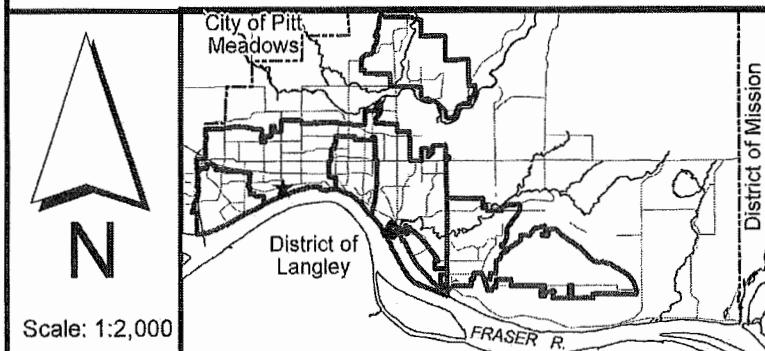 N
Scale: 1:2,000
City of Pitt
Meadows
District of
Langley
FRASER R.
District of Mission